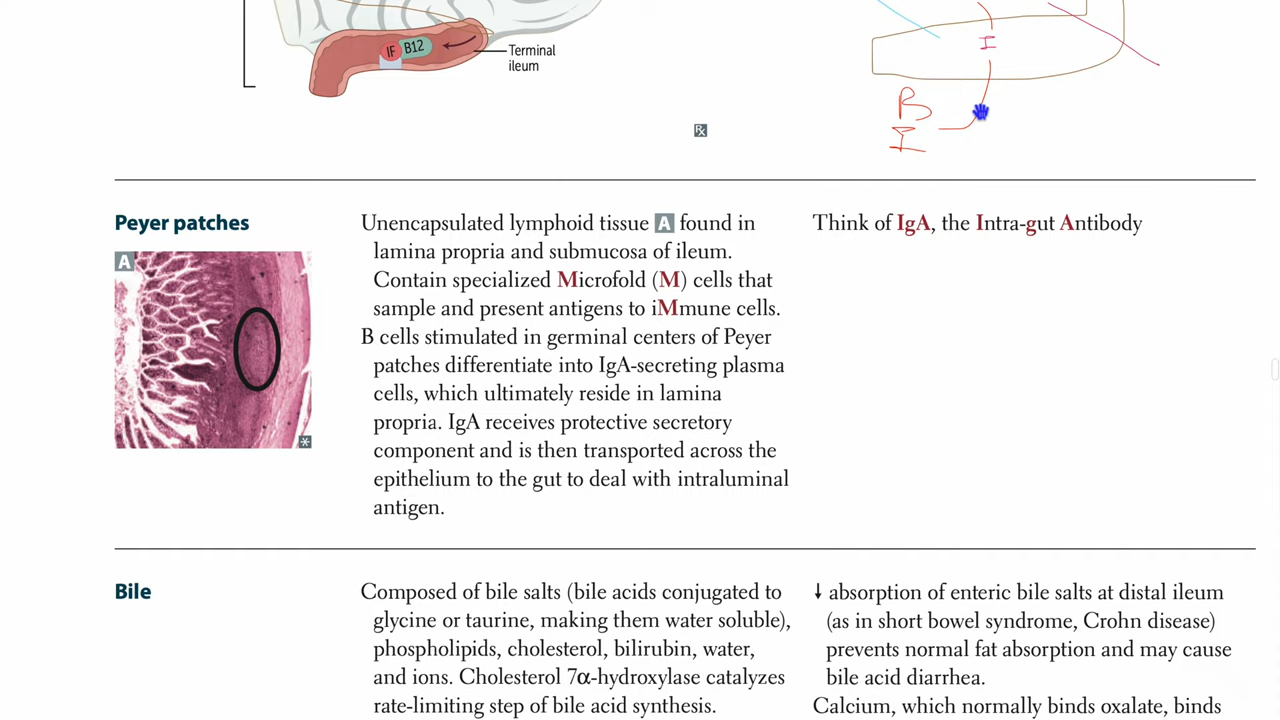 IF B12
Terminal
ileum
I
B
I
Rx
Peyer patches
Unencapsulated lymphoid tissue A found in
lamina propria and submucosa of ileum.
Contain specialized Microfold (M) cells that
sample and present antigens to iMmune cells.
B cells stimulated in germinal centers of Peyer
patches differentiate into IgA-secreting plasma
cells, which ultimately reside in lamina
propria. IgA receives protective secretory
component and is then transported across the
epithelium to the gut to deal with intraluminal
antigen.
Think of IgA, the Intra-gut Antibody
A
*
Bile
Composed of bile salts (bile acids conjugated to
glycine or taurine, making them water soluble),
phospholipids, cholesterol, bilirubin, water,
and ions. Cholesterol 7α-hydroxylase catalyzes
rate-limiting step of bile acid synthesis.
↓ absorption of enteric bile salts at distal ileum
(as in short bowel syndrome, Crohn disease)
prevents normal fat absorption and may cause
bile acid diarrhea.
Calcium, which normally binds oxalate, binds